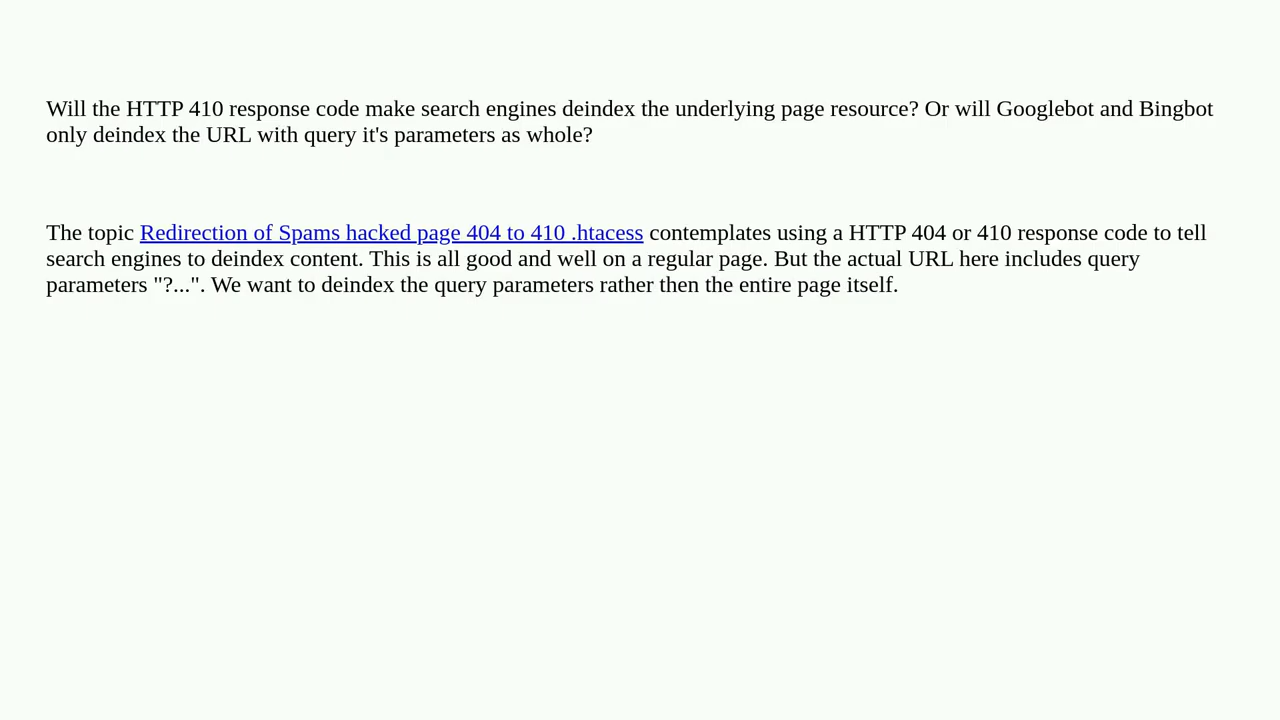 Will the HTTP 410 response code make search engines deindex the underlying page resource? Or will Googlebot and Bingbot
only deindex the URL with query it's parameters as whole?
The topic Redirection of Spams hacked page 404 to 410 .htacess contemplates using a HTTP 404 or 410 response code to tell
search engines to deindex content. This is all good and well on a regular page. But the actual URL here includes query
parameters "?...". We want to deindex the query parameters rather then the entire page itself.